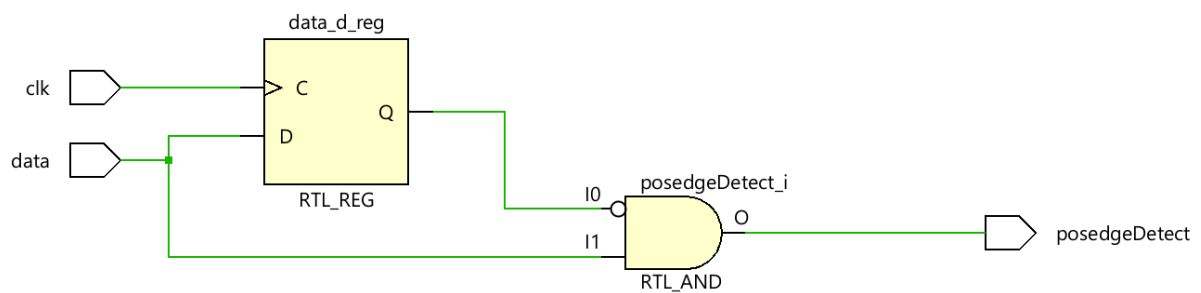 data_d_reg
clk
C
Q
D
data
RTL_REG
I0
posedgeDetect_i
O
posedgeDetect
I1
RTL_AND